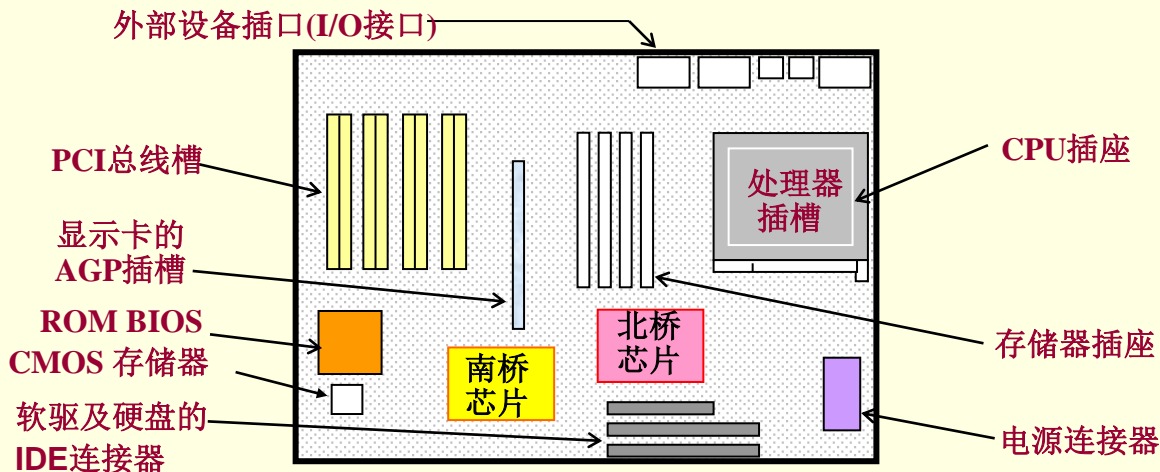 外部设备插口(I/O接口)
PCI总线槽
显示卡的
AGP插槽
ROM BIOS
CMOS 存储器
软驱及硬盘的
IDE连接器
处理器
插槽
北桥
芯片
南桥
芯片
CPU插座
存储器插座
电源连接器